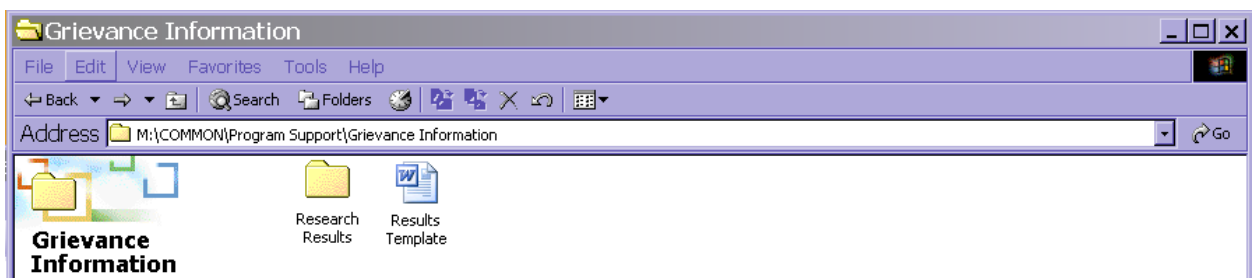 Grievance Information
File Edit View Favorites Tools Help
Back Search Folders
Address M:\COMMON\Program Support\Grievance Information Go
Research Results
Results Template
Grievance
Information